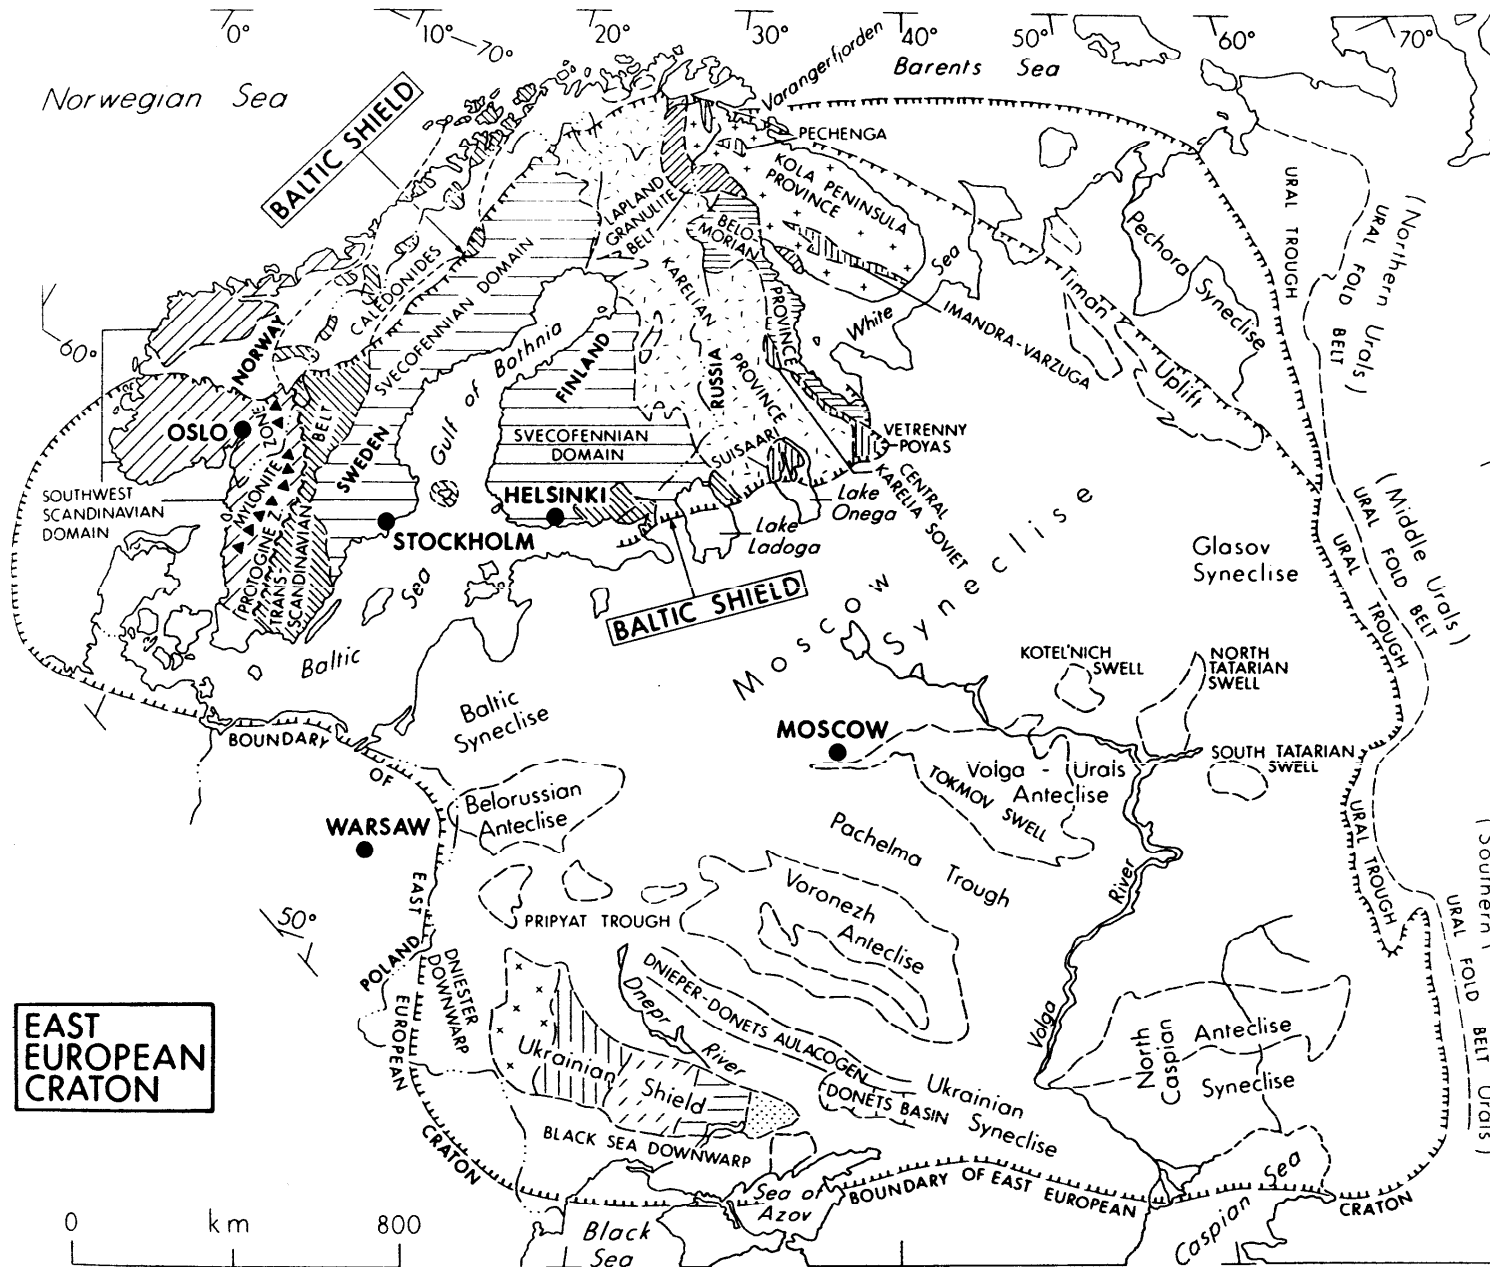 0°
10°
70°
20°
30°
40°
50°
60°
70°
Norwegian Sea
Barents Sea
Varangerfjorden
BALTIC SHIELD
PECHENGA
KOLA PENINSULA
PROVINCE
LAPLAND
GRANULITE
BELT
BELO-
MORIAN
PROVINCE
White Sea
IMANDRA-VARZUGA
Timan Uplift
Pechora
Syneclise
URAL TROUGH
URAL FOLD BELT
(Northern Urals)
60°
CALEDONIDES
SVECOFENNIAN DOMAIN
KARELIAN
PROVINCE
NORWAY
Gulf of Bothnia
FINLAND
RUSSIA
OSLO
MYLONITE ZONE
BELT
SWEDEN
SVECOFENNIAN
DOMAIN
SUISAARI
VETRENNY
POYAS
CENTRAL
KARELIA SOVIET
SOUTHWEST
SCANDINAVIAN
DOMAIN
PROTOGINE Z.
TRANS-
SCANDINAVIAN
HELSINKI
STOCKHOLM
Lake
Onega
Lake
Ladoga
BALTIC SHIELD
Baltic Sea
Moscow
Syneclise
Glasov
Syneclise
URAL TROUGH
URAL FOLD BELT
(Middle Urals)
KOTEL'NICH
SWELL
NORTH
TATARIAN
SWELL
Baltic
Syneclise
MOSCOW
SOUTH TATARIAN
SWELL
BOUNDARY OF EAST EUROPEAN CRATON
Belorussian
Anteclise
Volga - Urals
Anteclise
TOKMOV SWELL
WARSAW
Pachelma Trough
URAL TROUGH
Voronezh
Anteclise
PRIPYAT TROUGH
50°
POLAND
DNIESTER
DOWNWARP
DNIEPER-DONETS AULACOGEN
Dnepr River
Volga River
URAL FOLD BELT
(Southern Urals)
EAST
EUROPEAN
CRATON
Ukrainian Shield
DONETS BASIN
Ukrainian
Syneclise
North
Caspian
Anteclise
Syneclise
BLACK SEA DOWNWARP
Sea of
Azov
BOUNDARY OF EAST EUROPEAN CRATON
Black
Sea
Caspian Sea
0 km 800